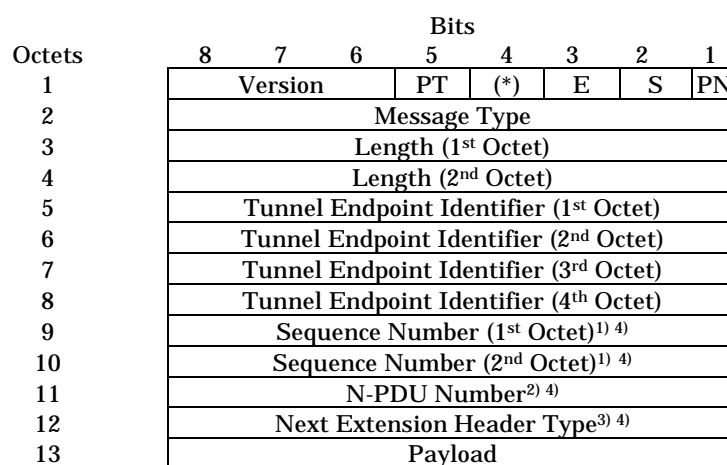 Bits
Octets 8 7 6 5 4 3 2 1
1 Version PT (*) E S PN
2 Message Type
3 Length (1st Octet)
4 Length (2nd Octet)
5 Tunnel Endpoint Identifier (1st Octet)
6 Tunnel Endpoint Identifier (2nd Octet)
7 Tunnel Endpoint Identifier (3rd Octet)
8 Tunnel Endpoint Identifier (4th Octet)
9 Sequence Number (1st Octet)1) 4)
10 Sequence Number (2nd Octet)1) 4)
11 N-PDU Number2) 4)
12 Next Extension Header Type3) 4)
13 Payload